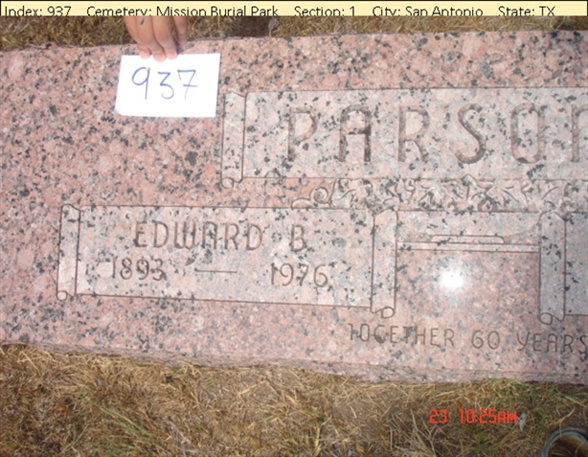 Index: 937 Cemetery: Mission Burial Park Section: 1 City: San Antonio State: TX
937
PARSO
EDWARD B.
1893 — 1976
TOGETHER 60 YEARS
23 10:25AM